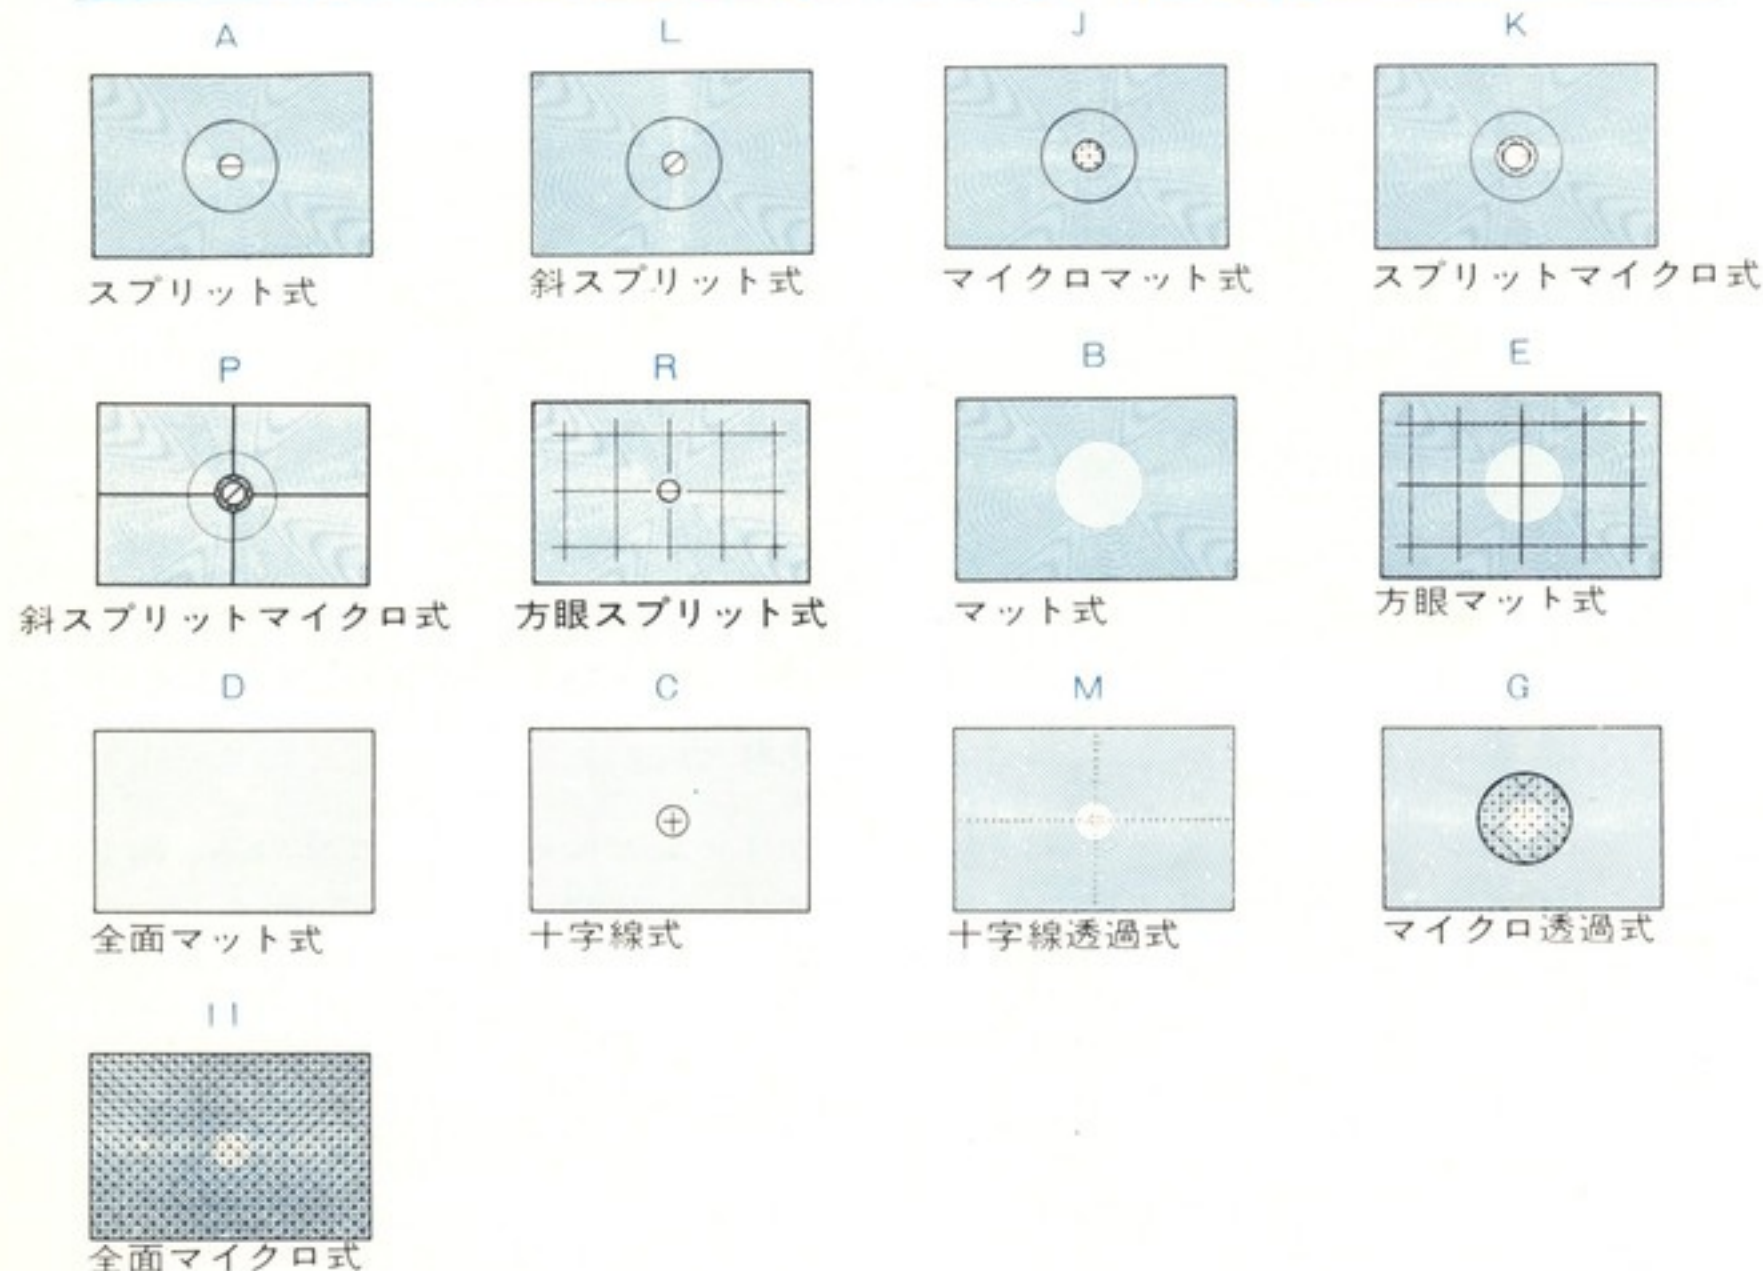 A
L
J
K
スプリット式
斜スプリット式
マイクロマット式
スプリットマイクロ式
P
R
B
E
斜スプリットマイクロ式
方眼スプリット式
マット式
方眼マット式
D
C
M
G
全面マット式
十字線式
十字線透過式
マイクロ透過式
全面マイクロ式